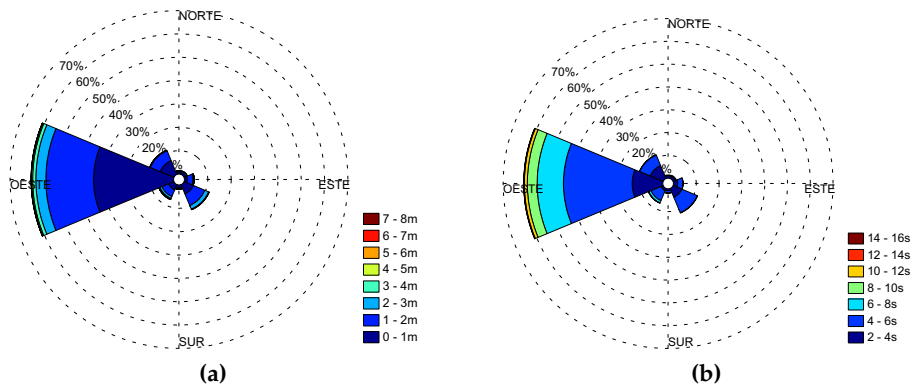 NORTE
70%
60%
50%
40%
30%
20%
%
OESTE
ESTE
SUR
7 - 8m
6 - 7m
5 - 6m
4 - 5m
3 - 4m
2 - 3m
1 - 2m
0 - 1m
(a)
NORTE
70%
60%
50%
40%
30%
20%
%
OESTE
ESTE
SUR
14 - 16s
12 - 14s
10 - 12s
8 - 10s
6 - 8s
4 - 6s
2 - 4s
(b)